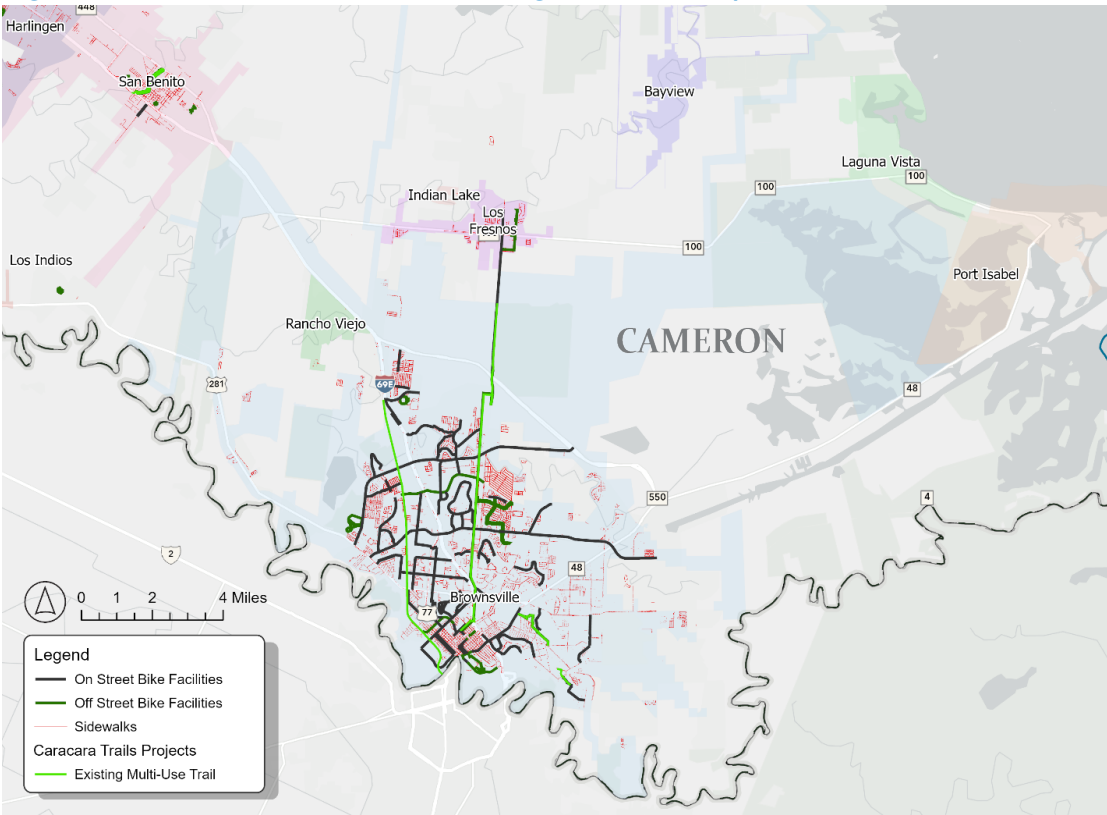 448
Harlingen
San Benito
Bayview
Laguna Vista
100
100
Indian Lake
Los
Fresnos
100
Los Indios
Port Isabel
Rancho Viejo
CAMERON
69E
281
48
550
4
2
48
0 1 2 4 Miles
Brownsville
77
Legend
On Street Bike Facilities
Off Street Bike Facilities
Sidewalks
Caracara Trails Projects
Existing Multi-Use Trail